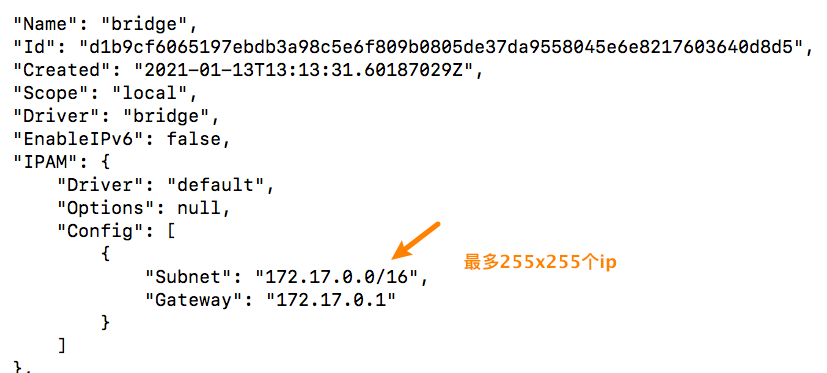 "Name": "bridge",
"Id": "d1b9cf6065197ebdb3a98c5e6f809b0805de37da9558045e6e8217603640d8d5",
"Created": "2021-01-13T13:13:31.60187029Z",
"Scope": "local",
"Driver": "bridge",
"EnableIPv6": false,
"IPAM": {
    "Driver": "default",
    "Options": null,
    "Config": [
        {
最多255x255个ip
            "Subnet": "172.17.0.0/16",
            "Gateway": "172.17.0.1"
        }
    ]
},